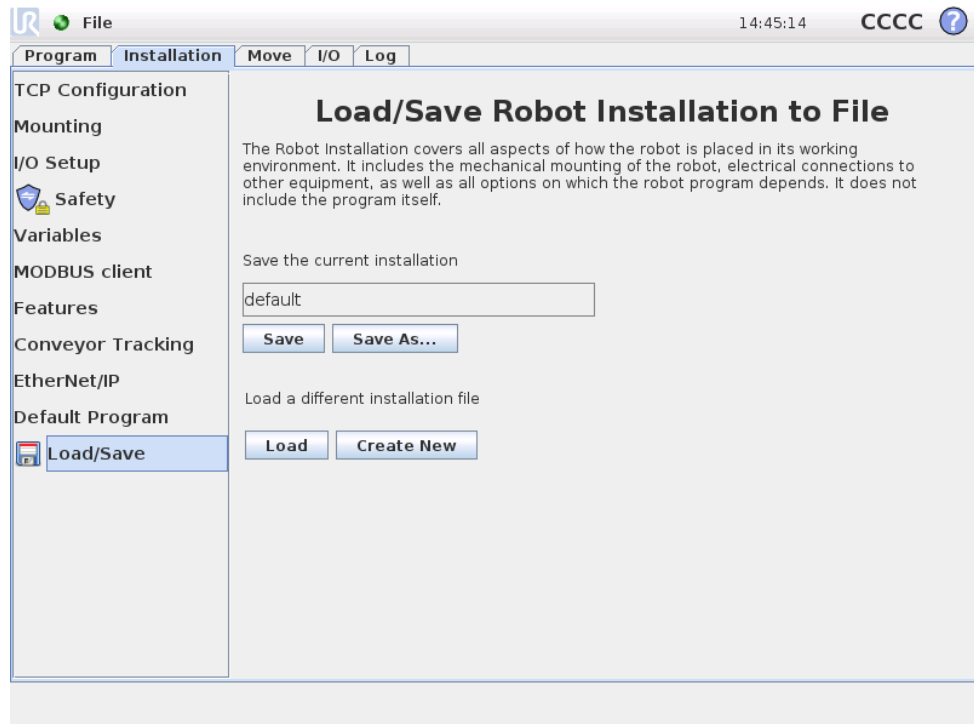 UR File 14:45:14 CCCC ?
Program Installation Move I/O Log
TCP Configuration
Mounting
I/O Setup
Safety
Variables
MODBUS client
Features
Conveyor Tracking
EtherNet/IP
Default Program
Load/Save
Load/Save Robot Installation to File
The Robot Installation covers all aspects of how the robot is placed in its working
environment. It includes the mechanical mounting of the robot, electrical connections to
other equipment, as well as all options on which the robot program depends. It does not
include the program itself.
Save the current installation
default
Save Save As...
Load a different installation file
Load Create New